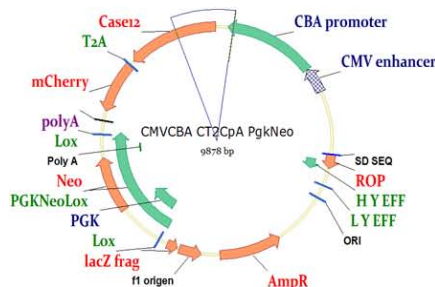 Case12
T2A
mCherry
polyA
Lox
Poly A
Neo
PGKNeoLox
PGK
Lox
lacZ frag
f1 origen
AmpR
ORI
L Y EFF
H Y EFF
ROP
SD SEQ
CMV enhancer
CBA promoter
CMVCBA CT2CpA PgkNeo
9878 bp